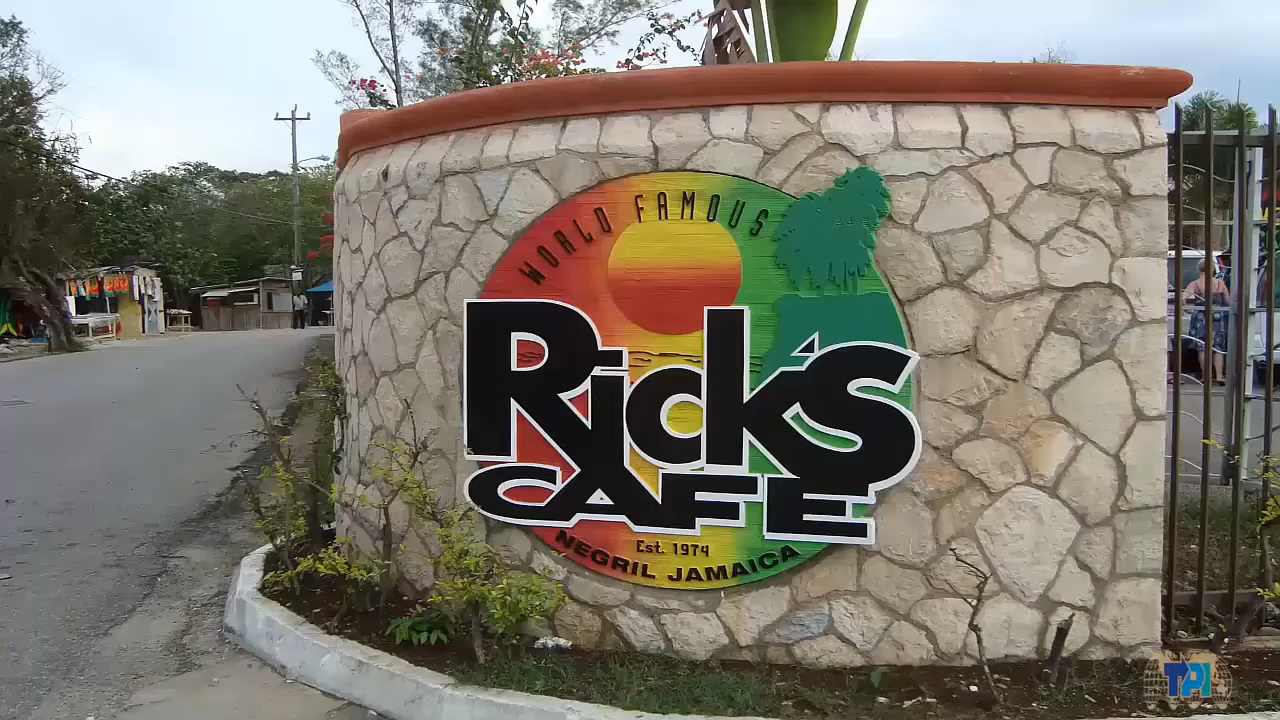 WORLD FAMOUS
RICK'S
CAFE
Est. 1974
NEGRIL JAMAICA
TPI